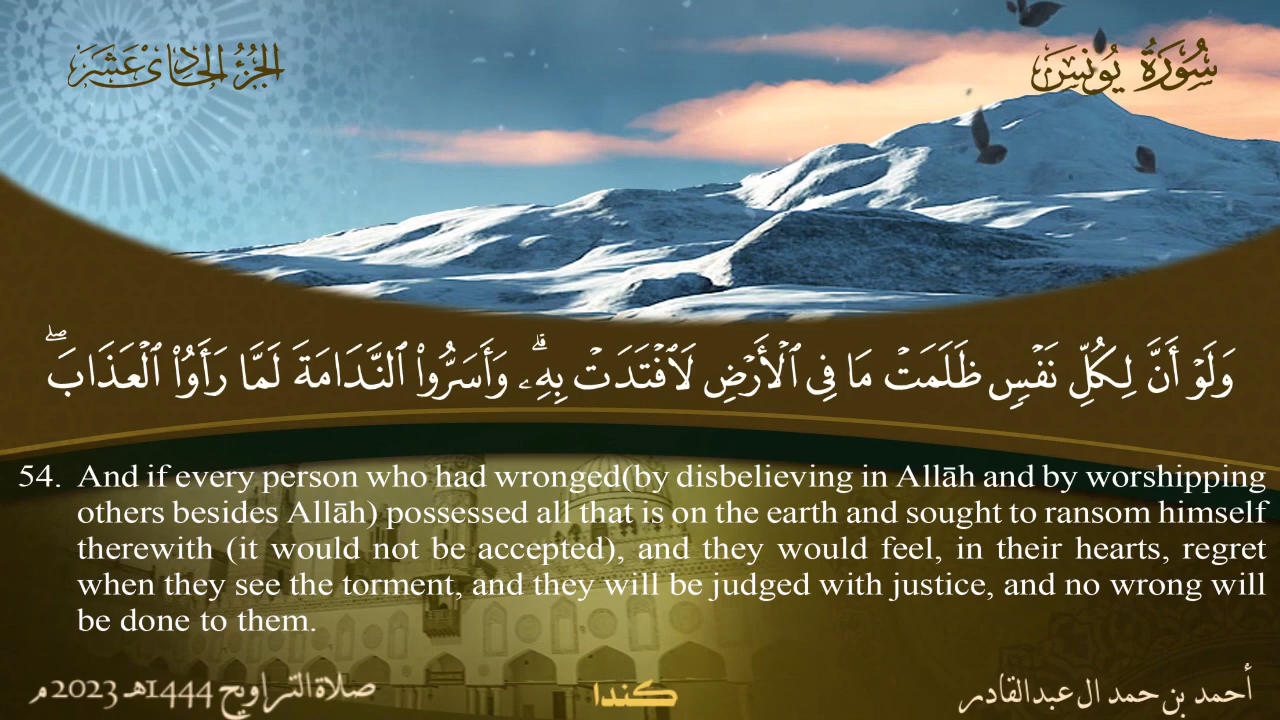 سُورَةُ يُونُسَ
الجُزْءُ الحَادِي عَشَرَ
وَلَوۡ أَنَّ لِكُلِّ نَفۡسٖ ظَلَمَتۡ مَا فِي ٱلۡأَرۡضِ لَٱفۡتَدَتۡ بِهِۦۗ وَأَسَرُّواْ ٱلنَّدَامَةَ لَمَّا رَأَوُاْ ٱلۡعَذَابَۖ
54. And if every person who had wronged(by disbelieving in Allāh and by worshipping
others besides Allāh) possessed all that is on the earth and sought to ransom himself
therewith (it would not be accepted), and they would feel, in their hearts, regret
when they see the torment, and they will be judged with justice, and no wrong will
be done to them.
أحمد بن حمد ال عبدالقادر
كندا
صلاة التراويح 1444هـ 2023م